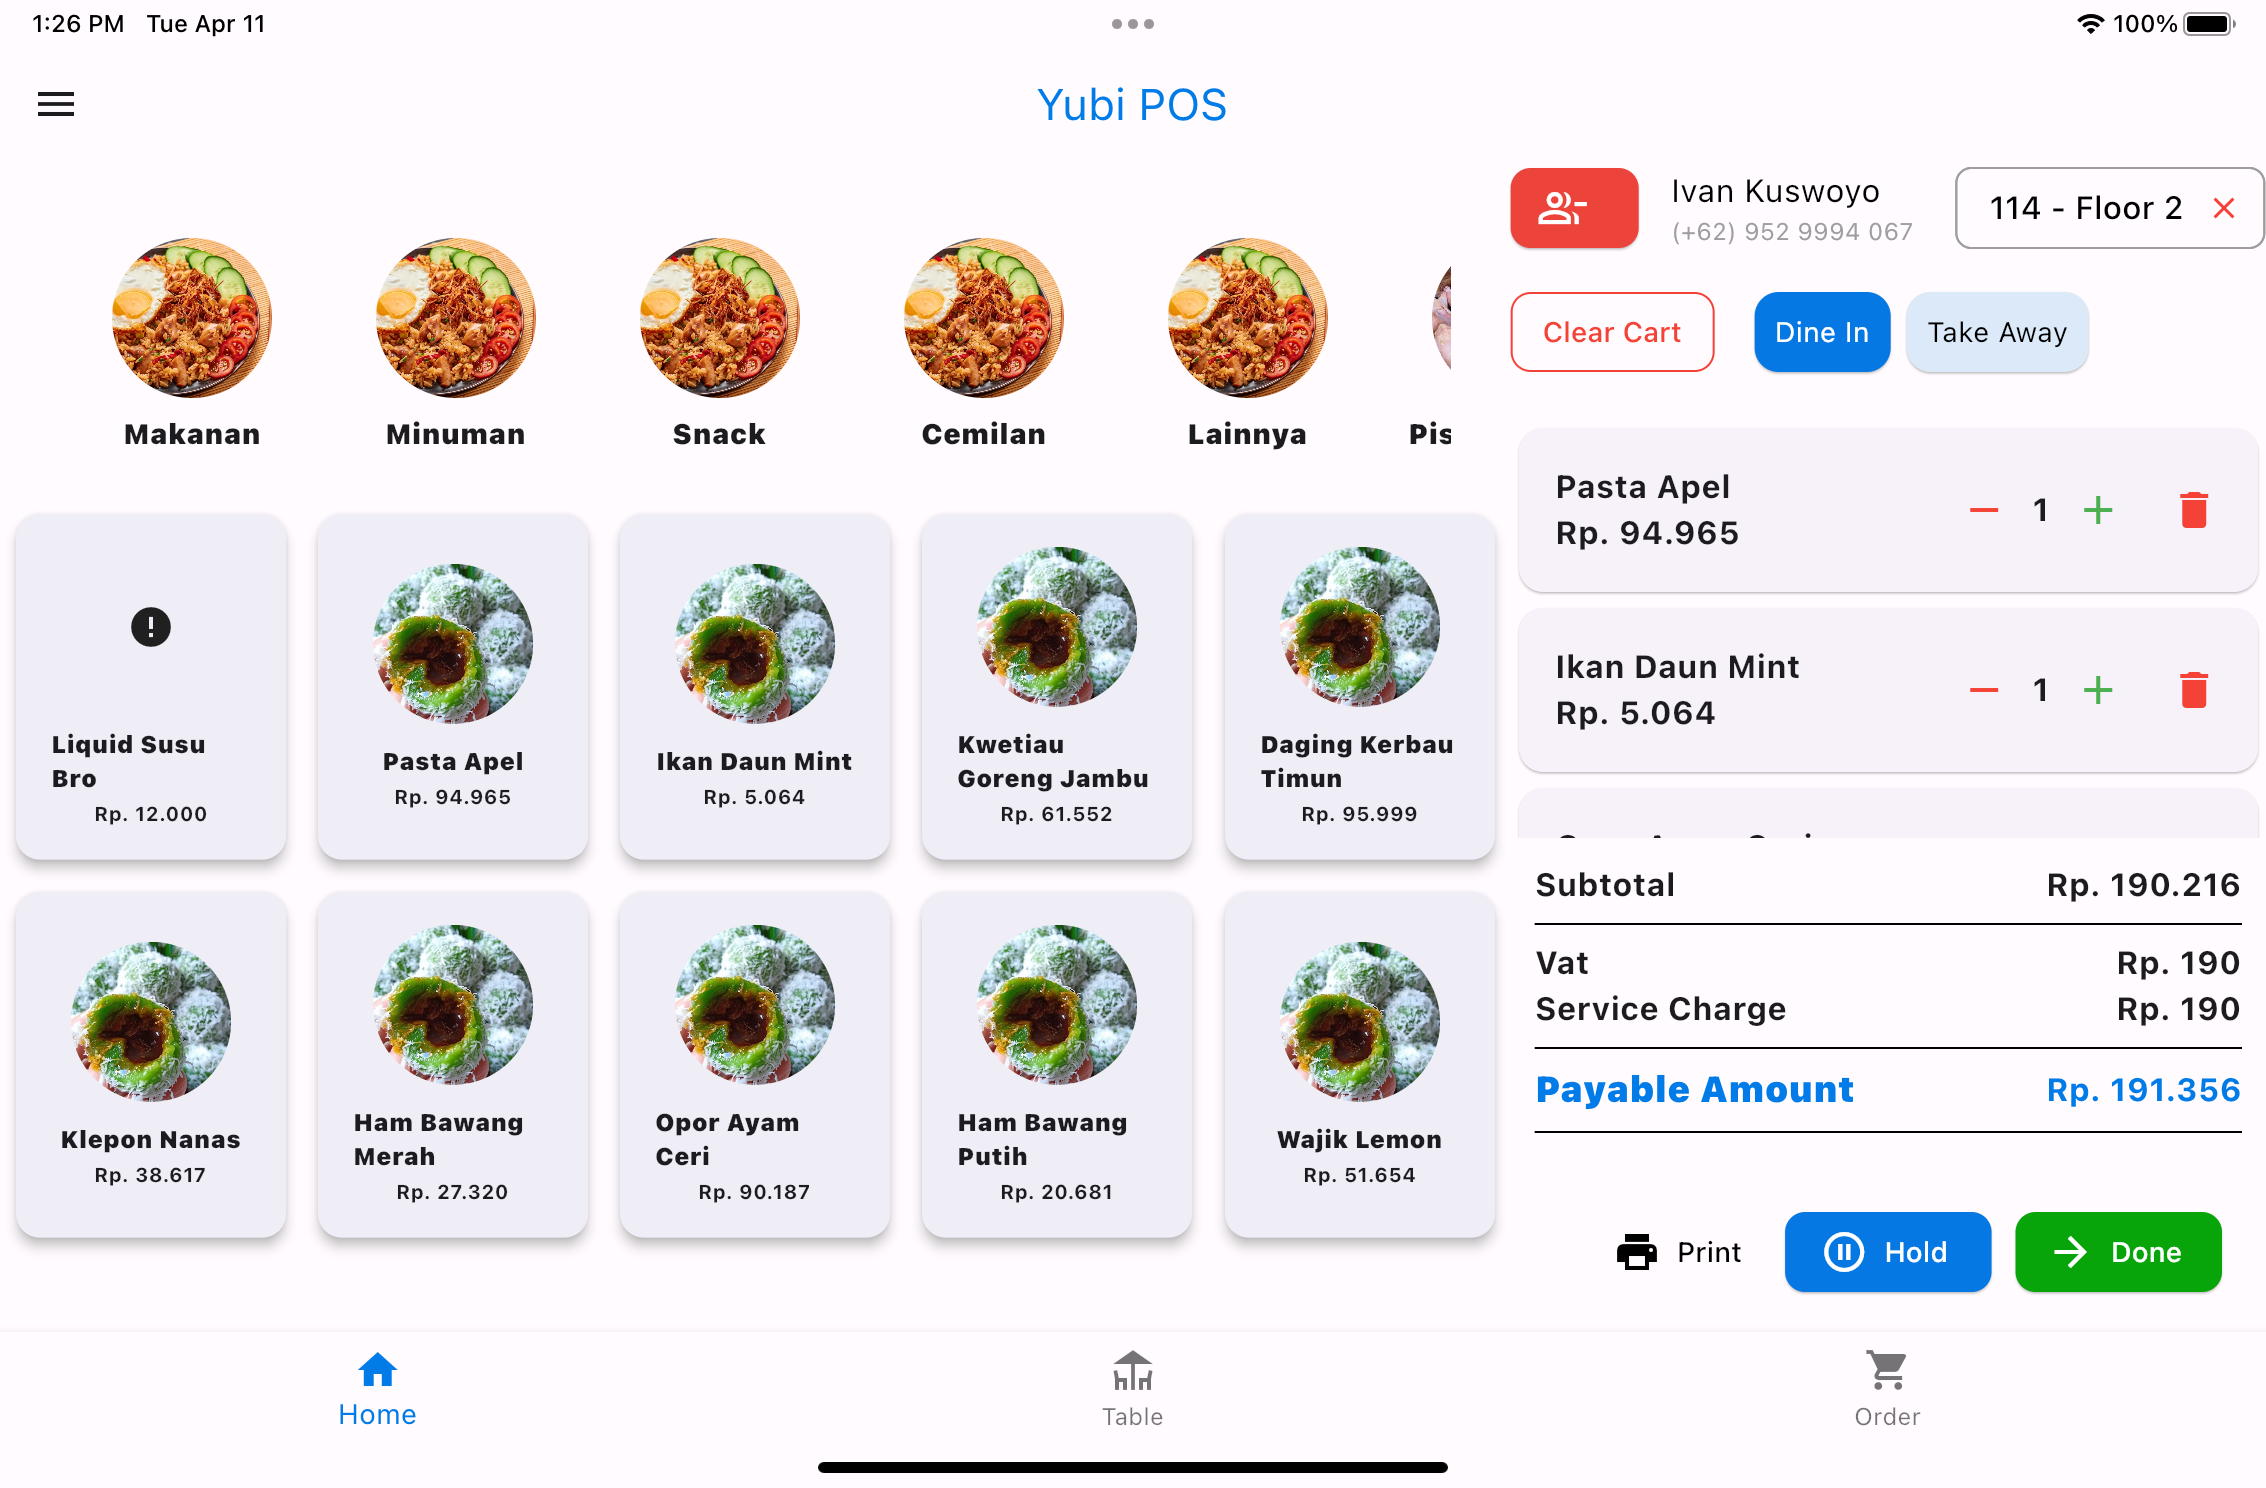 1:26 PM Tue Apr 11
100%
Yubi POS
Ivan Kuswoyo
(+62) 952 9994 067
114 - Floor 2
Clear Cart
Dine In
Take Away
Makanan
Minuman
Snack
Cemilan
Lainnya
Pis
Liquid Susu
Bro
Rp. 12.000
Pasta Apel
Rp. 94.965
Ikan Daun Mint
Rp. 5.064
Kwetiau
Goreng Jambu
Rp. 61.552
Daging Kerbau
Timun
Rp. 95.999
Klepon Nanas
Rp. 38.617
Ham Bawang
Merah
Rp. 27.320
Opor Ayam
Ceri
Rp. 90.187
Ham Bawang
Putih
Rp. 20.681
Wajik Lemon
Rp. 51.654
Pasta Apel
Rp. 94.965
1
Ikan Daun Mint
Rp. 5.064
1
Subtotal Rp. 190.216
Vat Rp. 190
Service Charge Rp. 190
Payable Amount Rp. 191.356
Print
Hold
Done
Home
Table
Order